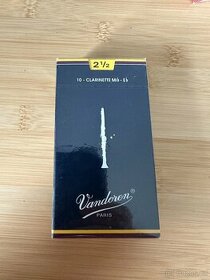 2½
10 - CLARINETTE MIb - Eb
Vandoren
PARIS